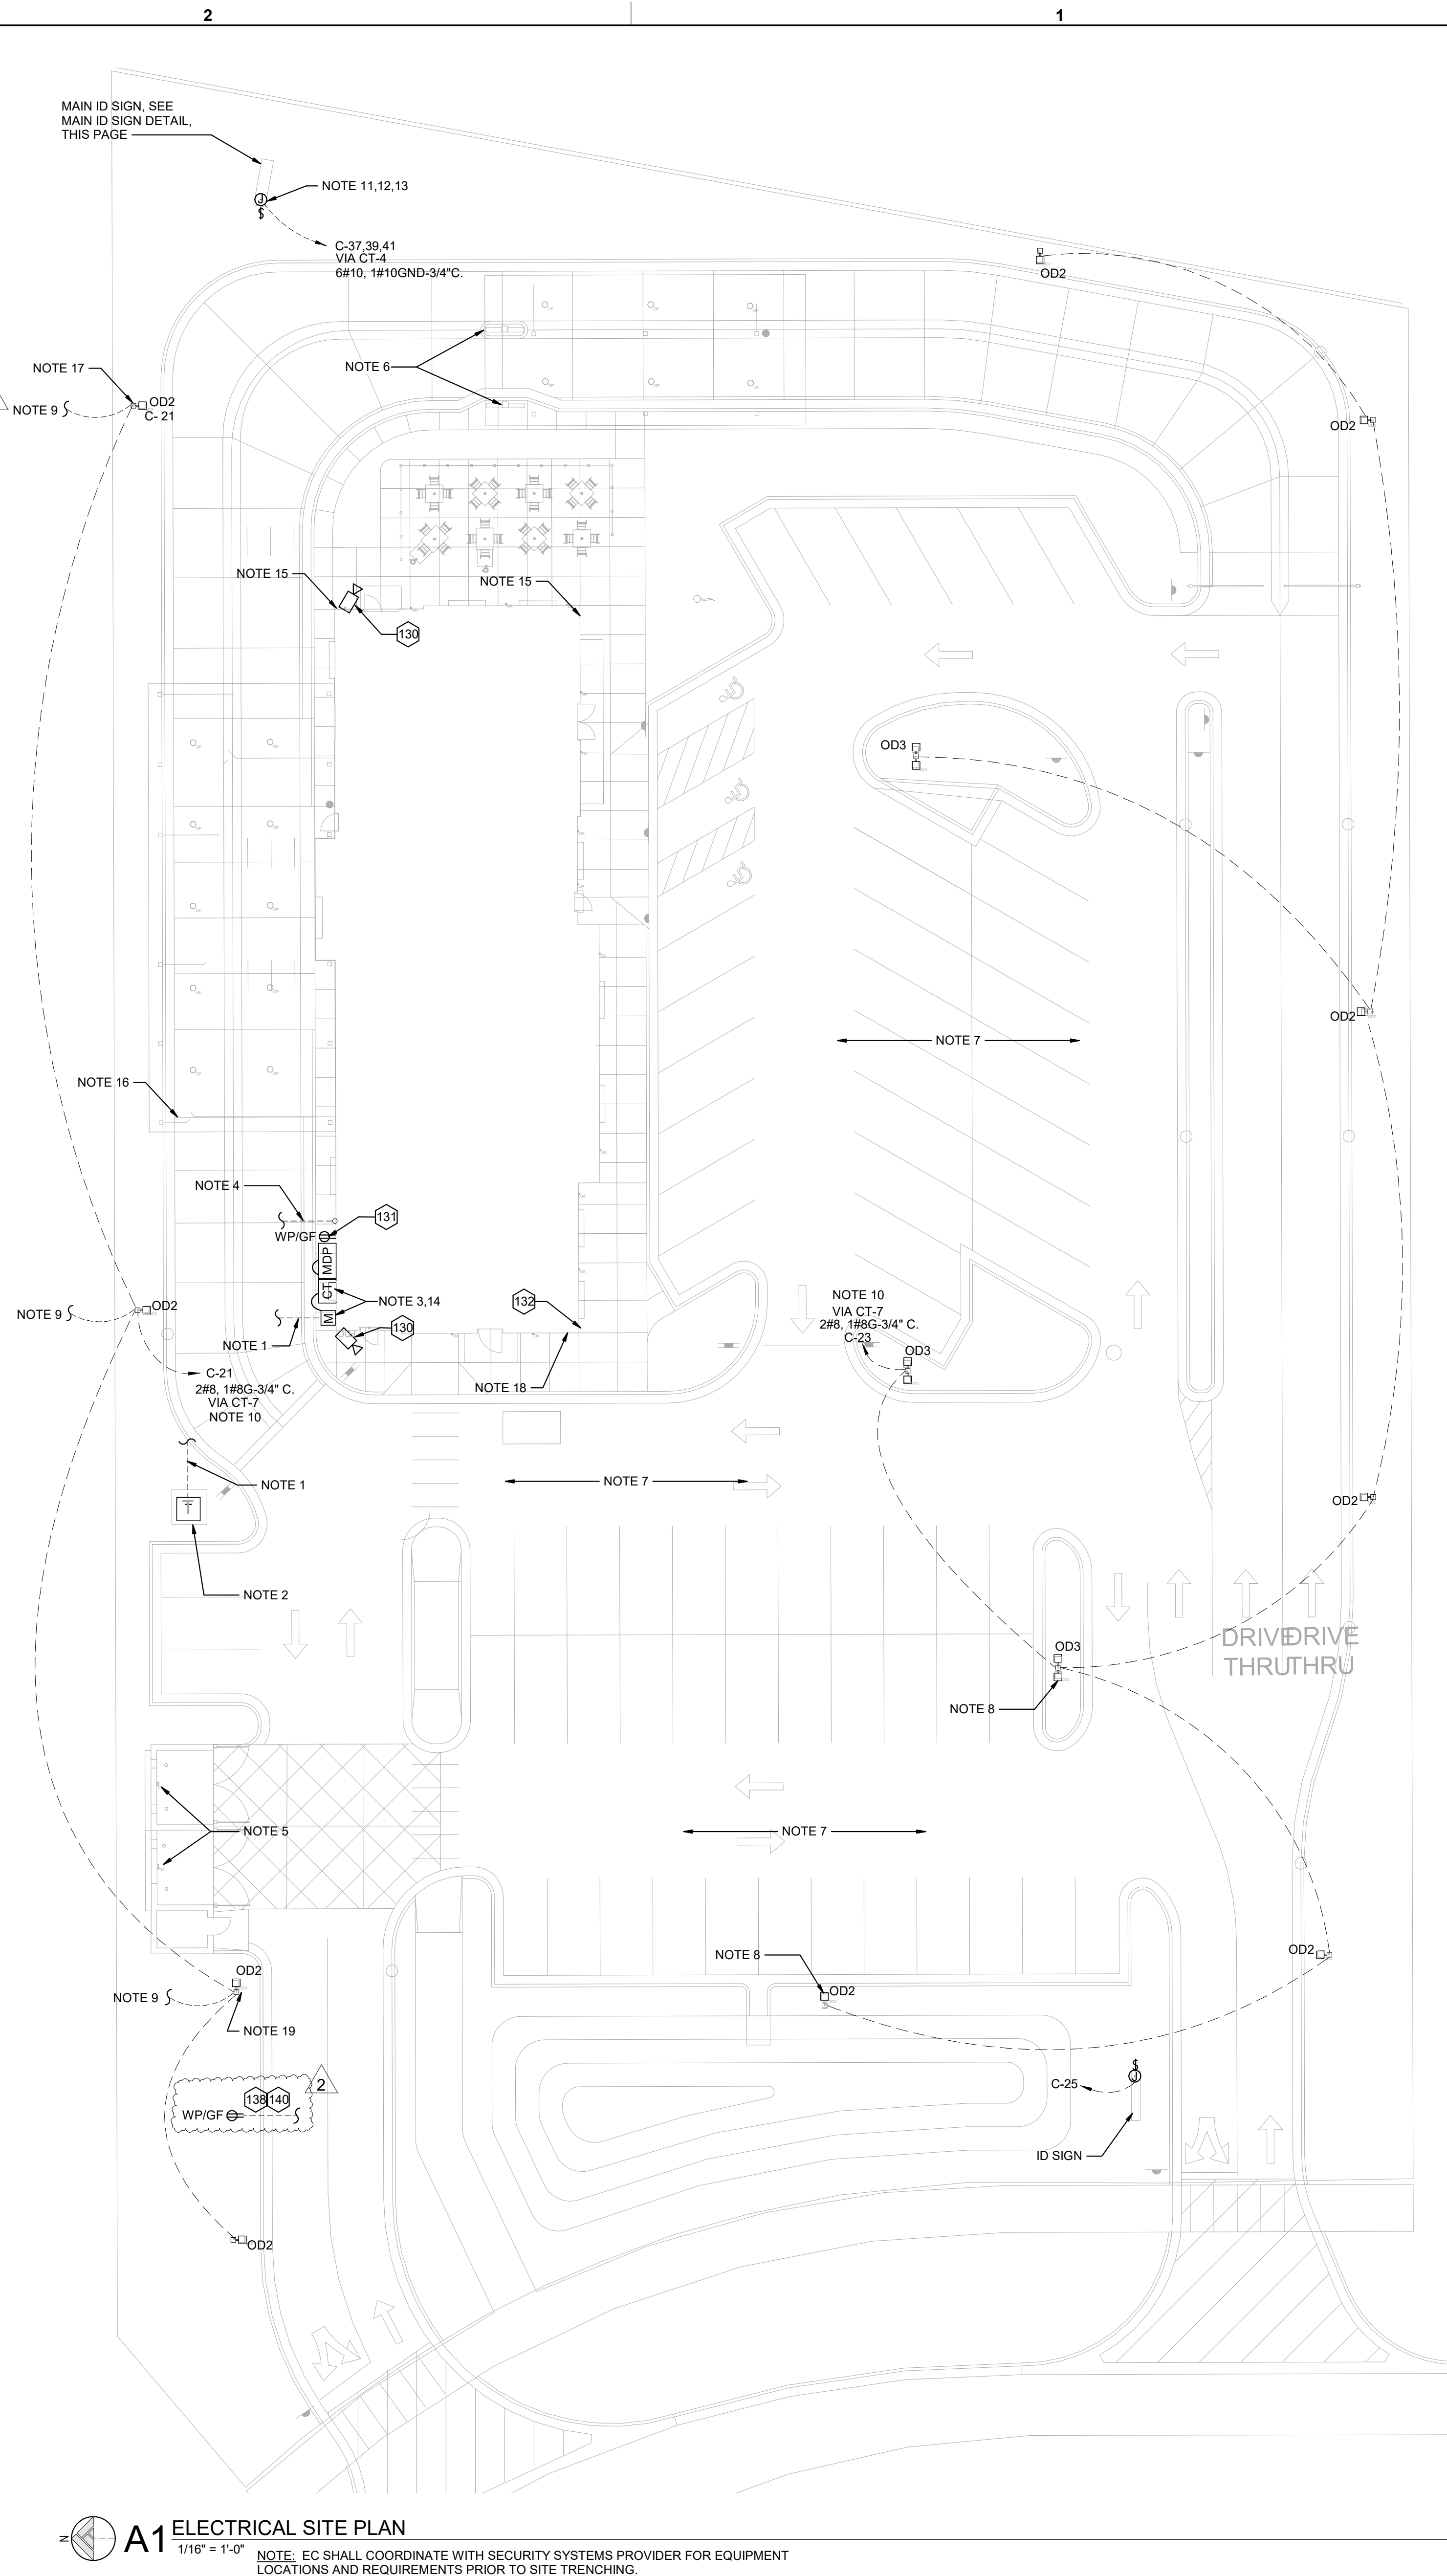 2
1
MAIN ID SIGN, SEE
MAIN ID SIGN DETAIL,
THIS PAGE
NOTE 11,12,13
J
$
C-37,39,41
VIA CT-4
6#10, 1#10GND-3/4"C.
OD2
NOTE 17
NOTE 6
NOTE 9
OD2
C- 21
OD2
NOTE 15
NOTE 15
130
OD3
OD2
NOTE 7
NOTE 16
NOTE 4
131
WP/GF
MDP
CT
M
NOTE 3,14
132
NOTE 10
VIA CT-7
2#8, 1#8G-3/4" C.
C-23
OD3
NOTE 9
OD2
130
NOTE 1
NOTE 18
C-21
2#8, 1#8G-3/4" C.
VIA CT-7
NOTE 10
NOTE 1
NOTE 7
OD2
T
NOTE 2
DRIVE
THRU
DRIVE
THRU
OD3
NOTE 8
NOTE 5
NOTE 7
NOTE 8
OD2
OD2
OD2
NOTE 9
NOTE 19
2
138
140
WP/GF
$
J
C-25
ID SIGN
OD2
N
A1
ELECTRICAL SITE PLAN
1/16" = 1'-0"
NOTE: EC SHALL COORDINATE WITH SECURITY SYSTEMS PROVIDER FOR EQUIPMENT
LOCATIONS AND REQUIREMENTS PRIOR TO SITE TRENCHING.